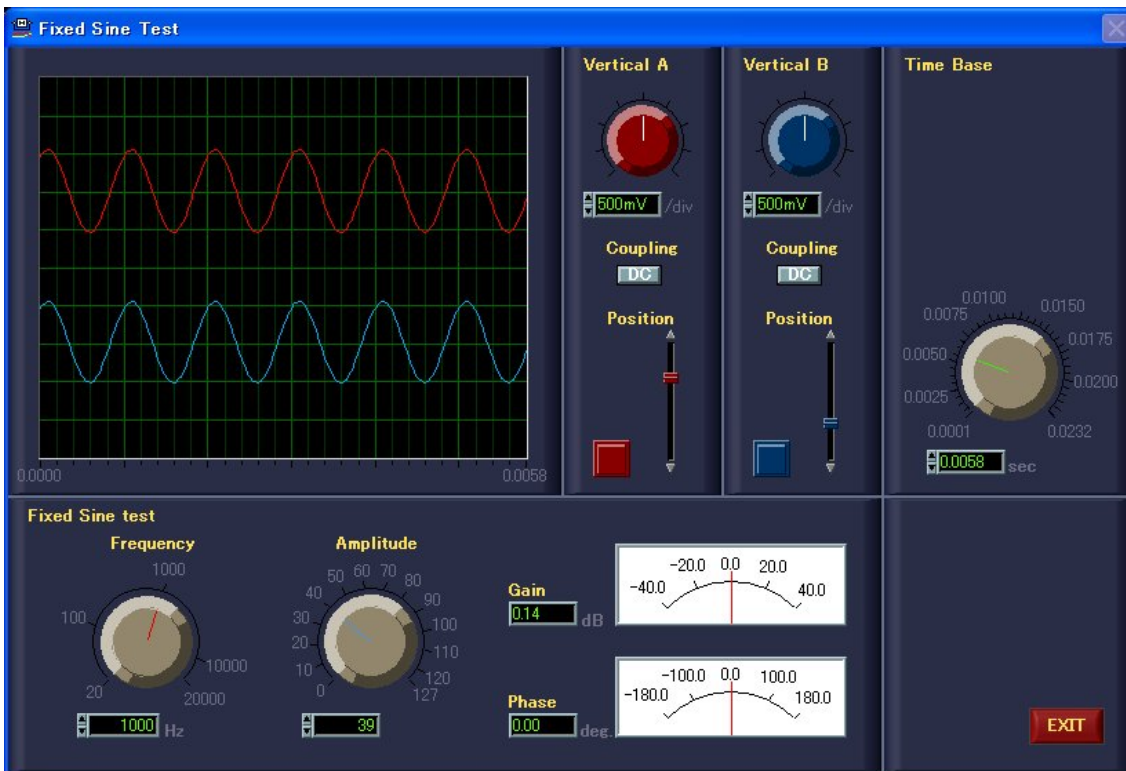 Fixed Sine Test
Vertical A
500mV /div
Coupling
DC
Position
Vertical B
500mV /div
Coupling
DC
Position
Time Base
0.0001
0.0025
0.0050
0.0075
0.0100
0.0150
0.0175
0.0200
0.0232
0.0058 sec
0.0000 0.0058
Fixed Sine test
Frequency
20
100
1000
10000
20000
1000 Hz
Amplitude
0
10
20
30
40
50
60
70
80
90
100
110
120
127
39
Gain
0.14 dB
-40.0 -20.0 0.0 20.0 40.0
Phase
0.00 deg.
-180.0 -100.0 0.0 100.0 180.0
EXIT